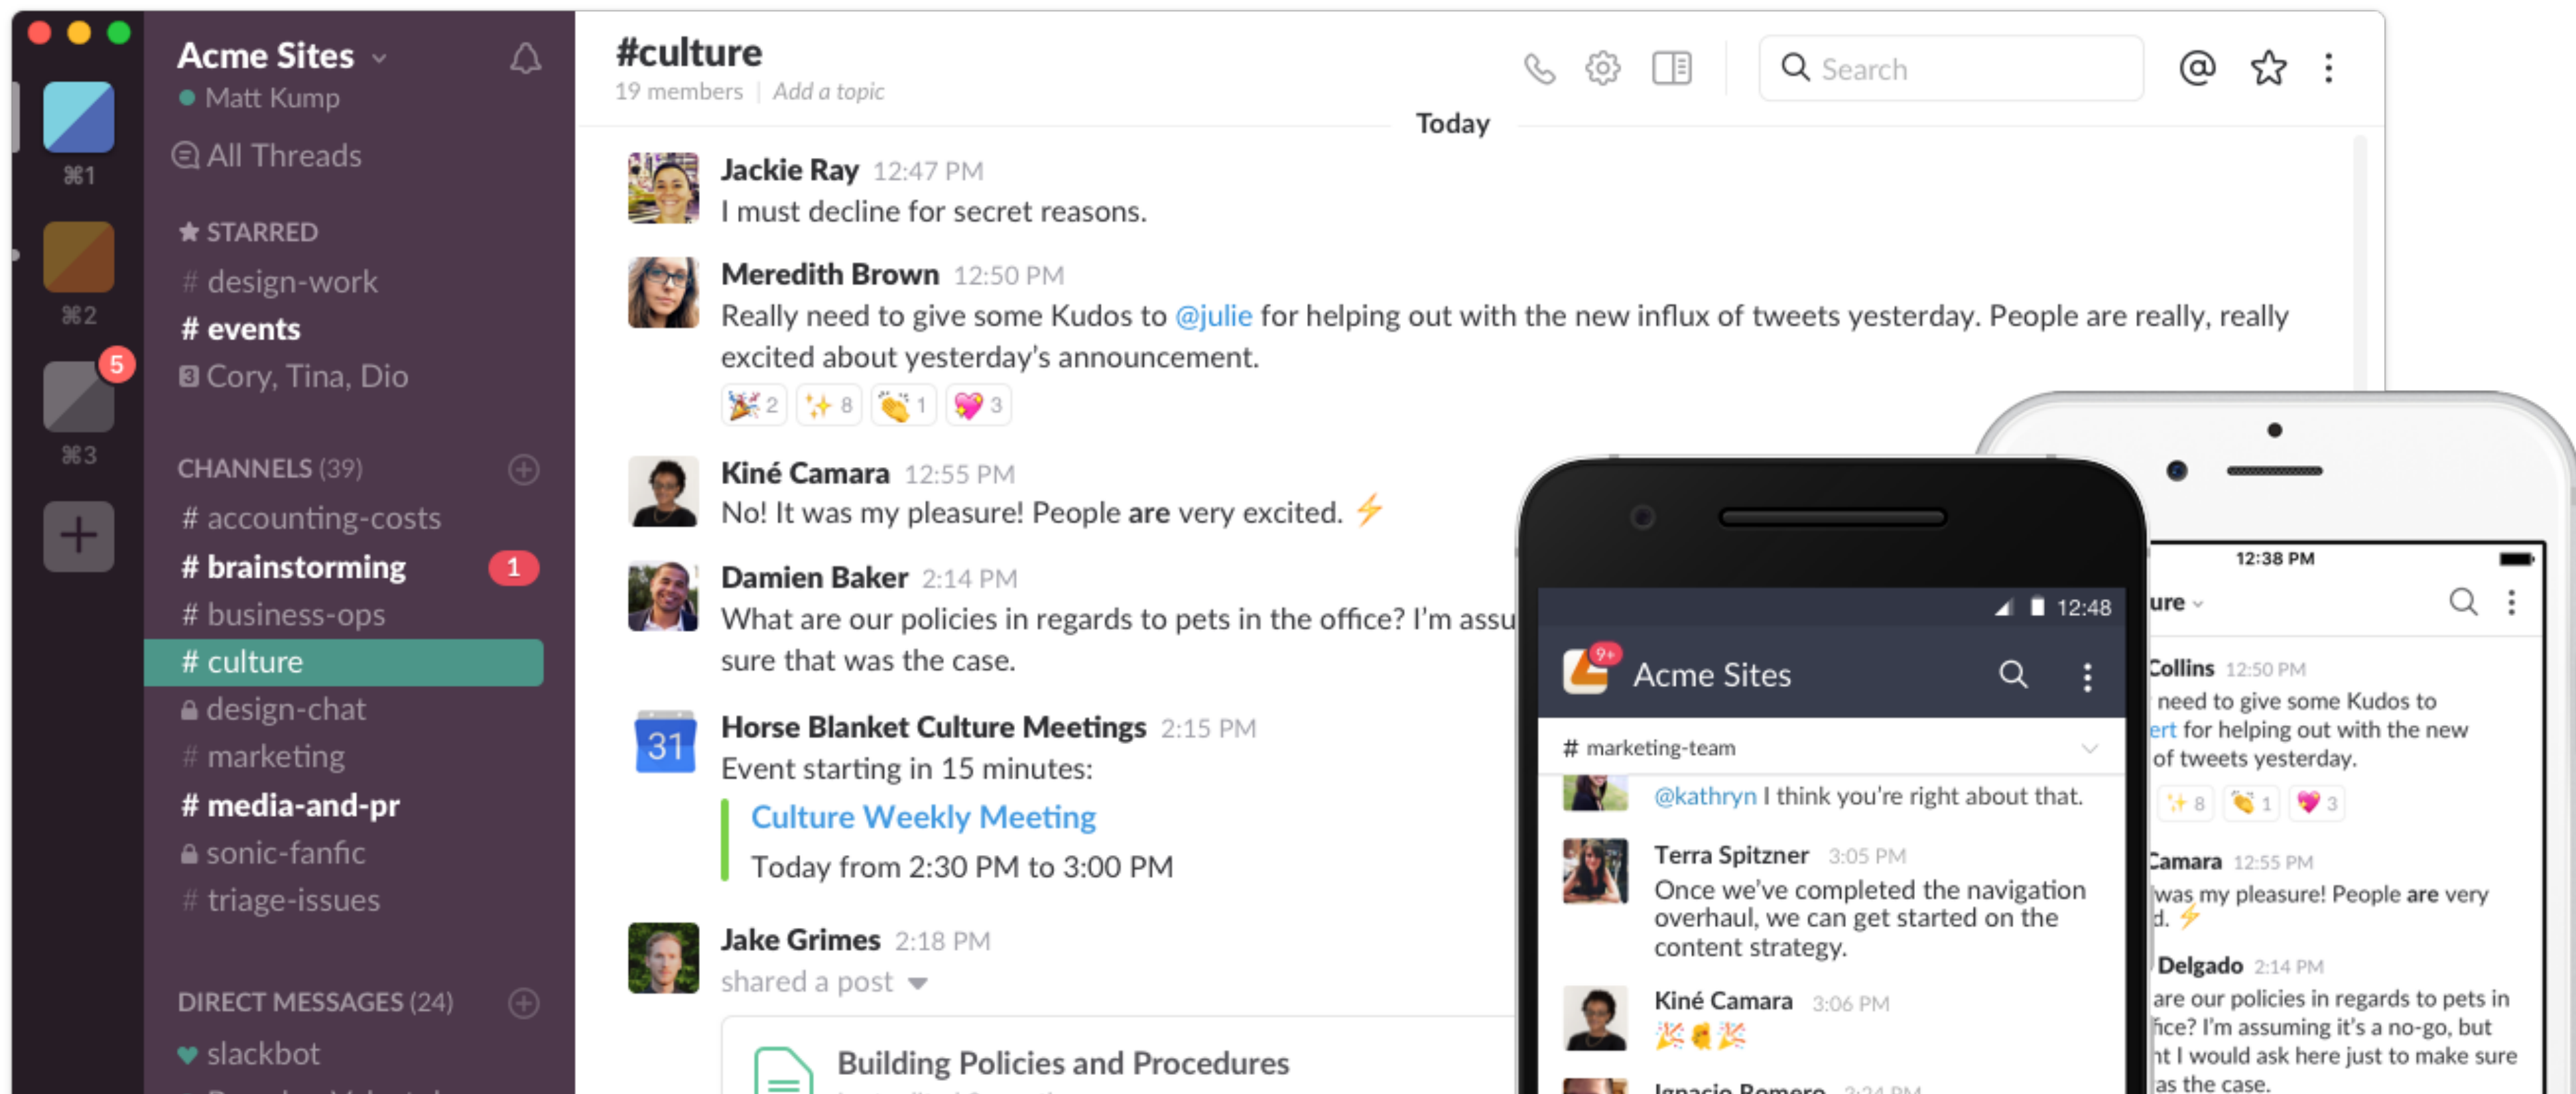 ⌘1
⌘2
5
⌘3
Acme Sites
Matt Kump
All Threads
STARRED
# design-work
# events
3 Cory, Tina, Dio
CHANNELS (39)
# accounting-costs
# brainstorming 1
# business-ops
# culture
design-chat
# marketing
# media-and-pr
sonic-fanfic
# triage-issues
DIRECT MESSAGES (24)
slackbot
#culture
19 members | Add a topic
Search
Today
Jackie Ray 12:47 PM
I must decline for secret reasons.
Meredith Brown 12:50 PM
Really need to give some Kudos to @julie for helping out with the new influx of tweets yesterday. People are really, really
excited about yesterday's announcement.
2 8 1 3
Kiné Camara 12:55 PM
No! It was my pleasure! People are very excited. ⚡
Damien Baker 2:14 PM
What are our policies in regards to pets in the office? I'm assu
sure that was the case.
31
Horse Blanket Culture Meetings 2:15 PM
Event starting in 15 minutes:
Culture Weekly Meeting
Today from 2:30 PM to 3:00 PM
Jake Grimes 2:18 PM
shared a post
Building Policies and Procedures
12:48
9+
Acme Sites
# marketing-team
@kathryn I think you're right about that.
Terra Spitzner 3:05 PM
Once we've completed the navigation
overhaul, we can get started on the
content strategy.
Kiné Camara 3:06 PM
Ignacio Romero 3:24 PM
12:38 PM
ure
Collins 12:50 PM
need to give some Kudos to
ert for helping out with the new
of tweets yesterday.
8 1 3
Camara 12:55 PM
was my pleasure! People are very
d. ⚡
Delgado 2:14 PM
are our policies in regards to pets in
fice? I'm assuming it's a no-go, but
ht I would ask here just to make sure
as the case.